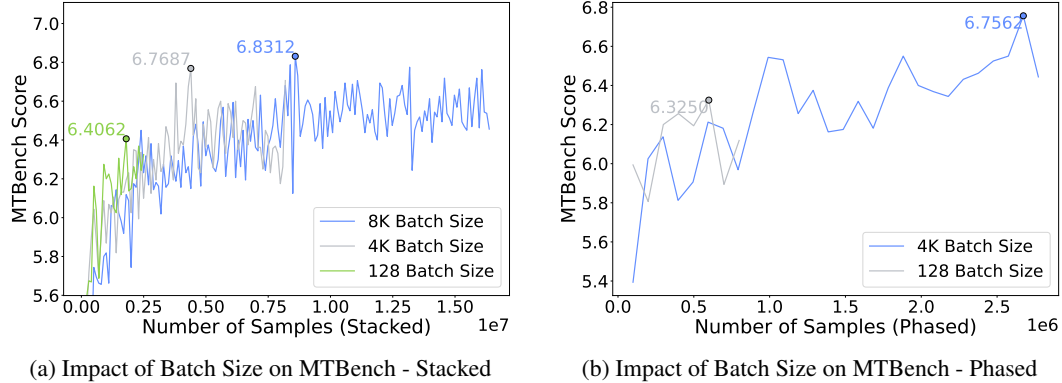 7.0
6.8
6.6
6.4
6.2
6.0
5.8
5.6
MTBench Score
6.8312
6.7687
6.4062
8K Batch Size
4K Batch Size
128 Batch Size
0.00 0.25 0.50 0.75 1.00 1.25 1.50
Number of Samples (Stacked)
1e7
(a) Impact of Batch Size on MTBench - Stacked
6.8
6.6
6.4
6.2
6.0
5.8
5.6
5.4
MTBench Score
6.7562
6.3250
4K Batch Size
128 Batch Size
0.0 0.5 1.0 1.5 2.0 2.5
Number of Samples (Phased)
1e6
(b) Impact of Batch Size on MTBench - Phased